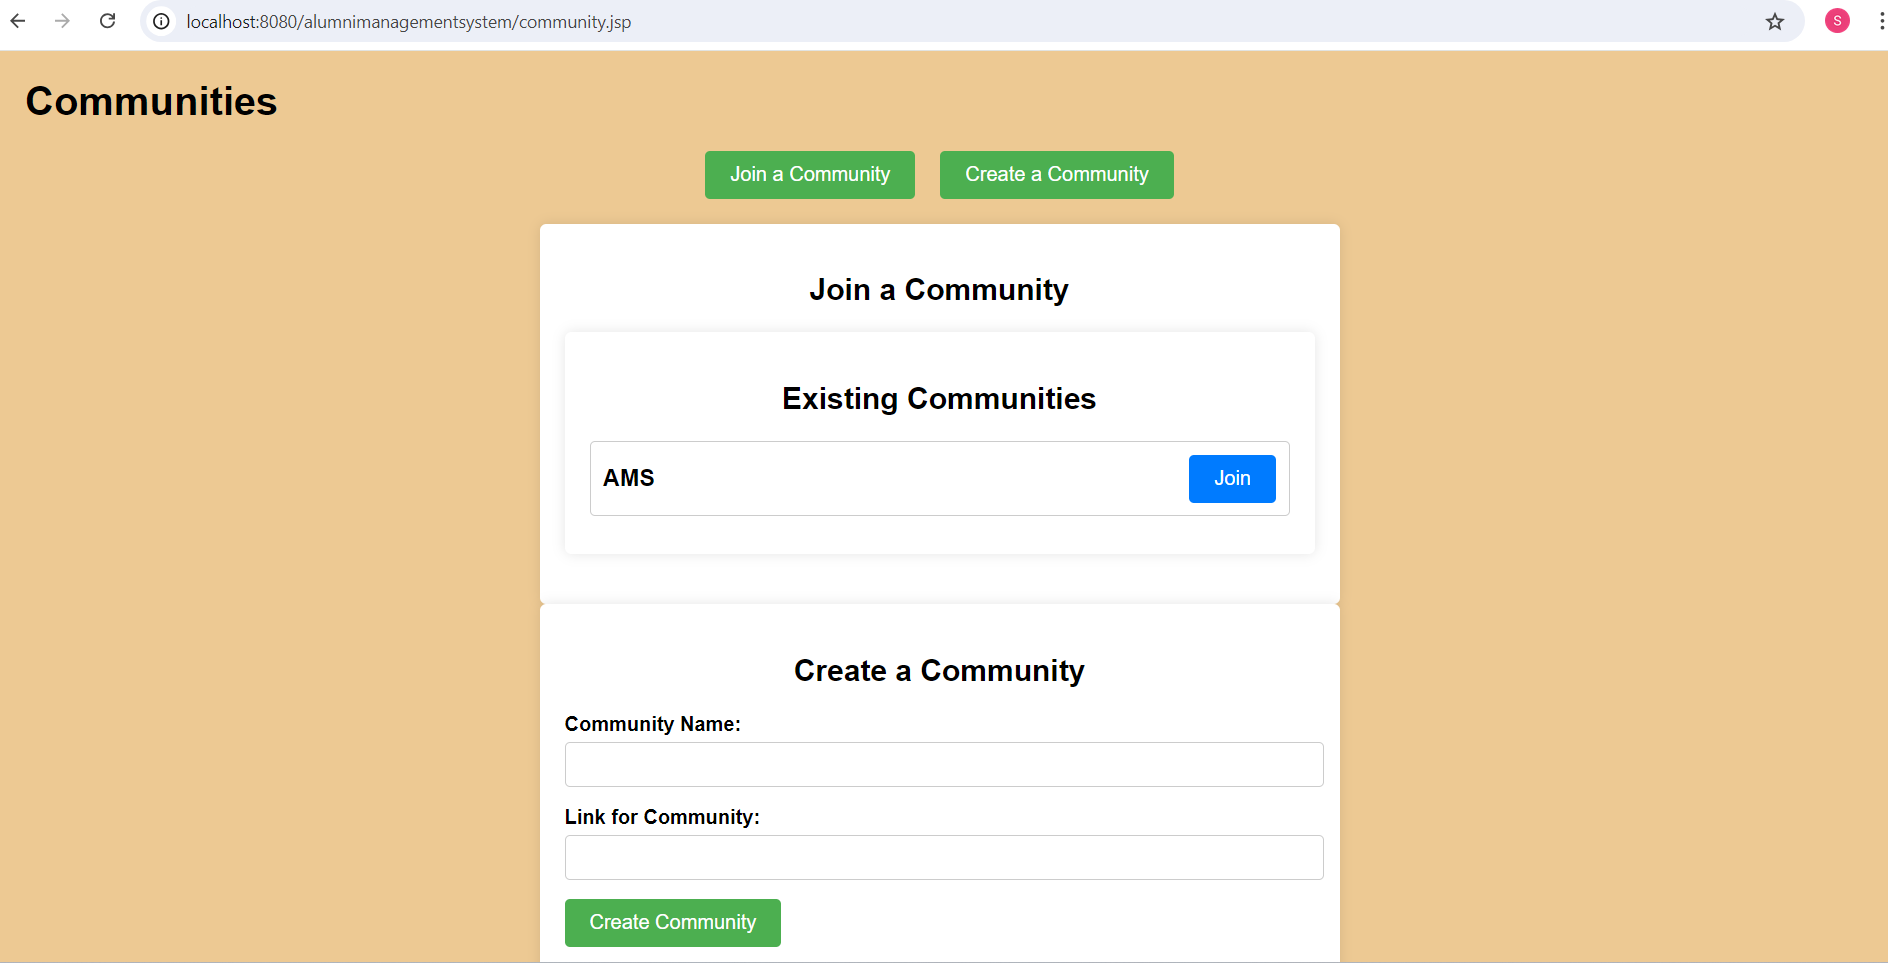 localhost:8080/alumnimanagementsystem/community.jsp
S
Communities
Join a Community
Create a Community
Join a Community
Existing Communities
AMS
Join
Create a Community
Community Name:
Link for Community:
Create Community